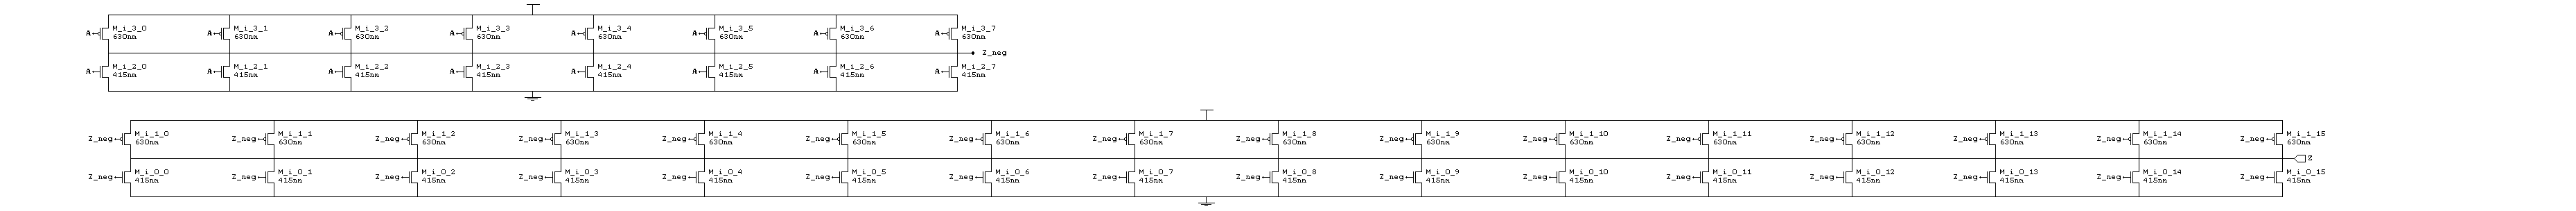 M_i_3_0 M_i_3_1 M_i_3_2 M_i_3_3 M_i_3_4 M_i_3_5 M_i_3_6 M_i_3_7
A A A A A A A A
630nm 630nm 630nm 630nm 630nm 630nm 630nm 630nm
Z_neg
M_i_2_0 M_i_2_1 M_i_2_2 M_i_2_3 M_i_2_4 M_i_2_5 M_i_2_6 M_i_2_7
A A A A A A A A
415nm 415nm 415nm 415nm 415nm 415nm 415nm 415nm
M_i_1_0 M_i_1_1 M_i_1_2 M_i_1_3 M_i_1_4 M_i_1_5 M_i_1_6 M_i_1_7 M_i_1_8 M_i_1_9 M_i_1_10 M_i_1_11 M_i_1_12 M_i_1_13 M_i_1_14 M_i_1_15
Z_neg Z_neg Z_neg Z_neg Z_neg Z_neg Z_neg Z_neg Z_neg Z_neg Z_neg Z_neg Z_neg Z_neg Z_neg Z_neg
630nm 630nm 630nm 630nm 630nm 630nm 630nm 630nm 630nm 630nm 630nm 630nm 630nm 630nm 630nm 630nm
Z
M_i_0_0 M_i_0_1 M_i_0_2 M_i_0_3 M_i_0_4 M_i_0_5 M_i_0_6 M_i_0_7 M_i_0_8 M_i_0_9 M_i_0_10 M_i_0_11 M_i_0_12 M_i_0_13 M_i_0_14 M_i_0_15
Z_neg Z_neg Z_neg Z_neg Z_neg Z_neg Z_neg Z_neg Z_neg Z_neg Z_neg Z_neg Z_neg Z_neg Z_neg Z_neg
415nm 415nm 415nm 415nm 415nm 415nm 415nm 415nm 415nm 415nm 415nm 415nm 415nm 415nm 415nm 415nm